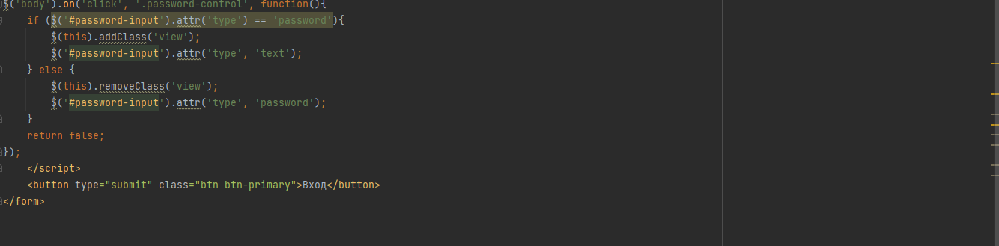 $('body').on('click', '.password-control', function(){
    if ($('#password-input').attr('type') == 'password'){
        $(this).addClass('view');
        $('#password-input').attr('type', 'text');
    } else {
        $(this).removeClass('view');
        $('#password-input').attr('type', 'password');
    }
    return false;
});
    </script>
    <button type="submit" class="btn btn-primary">Вход</button>
</form>